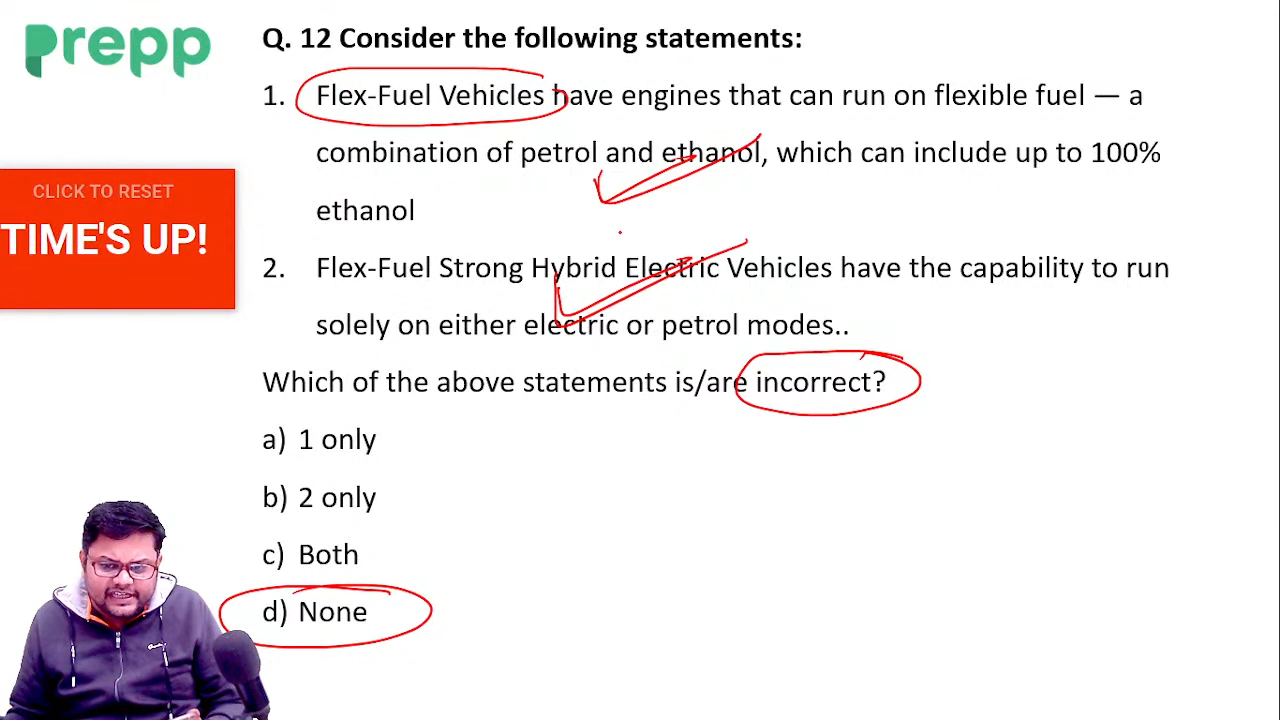 Prepp
Q. 12 Consider the following statements:
1. Flex-Fuel Vehicles have engines that can run on flexible fuel — a
combination of petrol and ethanol, which can include up to 100%
ethanol
CLICK TO RESET
TIME'S UP!
2. Flex-Fuel Strong Hybrid Electric Vehicles have the capability to run
solely on either electric or petrol modes..
Which of the above statements is/are incorrect?
a) 1 only
b) 2 only
c) Both
d) None